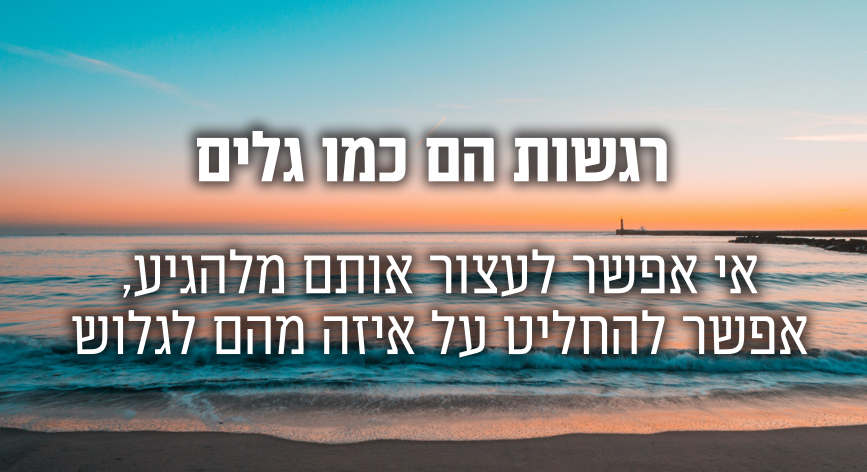 רגשות הם כמו גלים
אי אפשר לעצור אותם מלהגיע,
אפשר להחליט על איזה מהם לגלוש